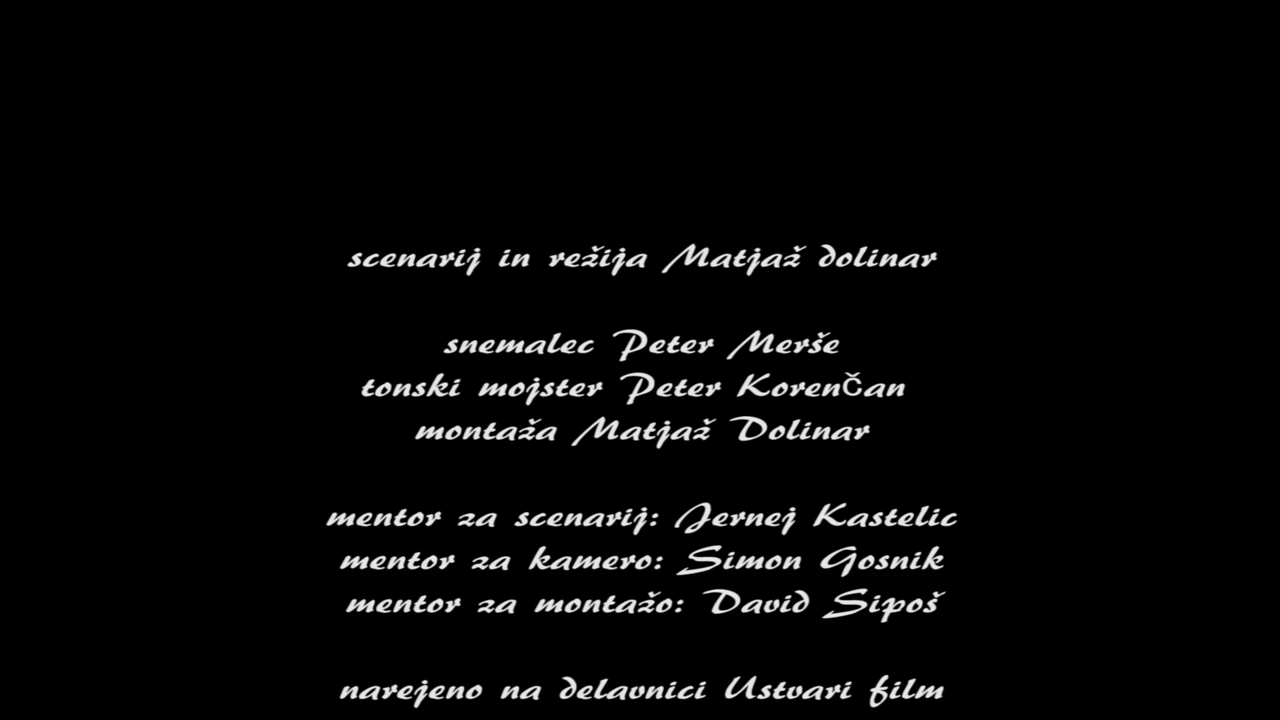 scenarij in režija Matjaž dolinar
snemalec Peter Merše
tonski mojster Peter KorenČan
montaža Matjaž Dolinar
mentor za scenarij: Jernej Kastelic
mentor za kamero: Simon Gosnik
mentor za montažo: David Sipoš
narejeno na delavnici Ustvari film